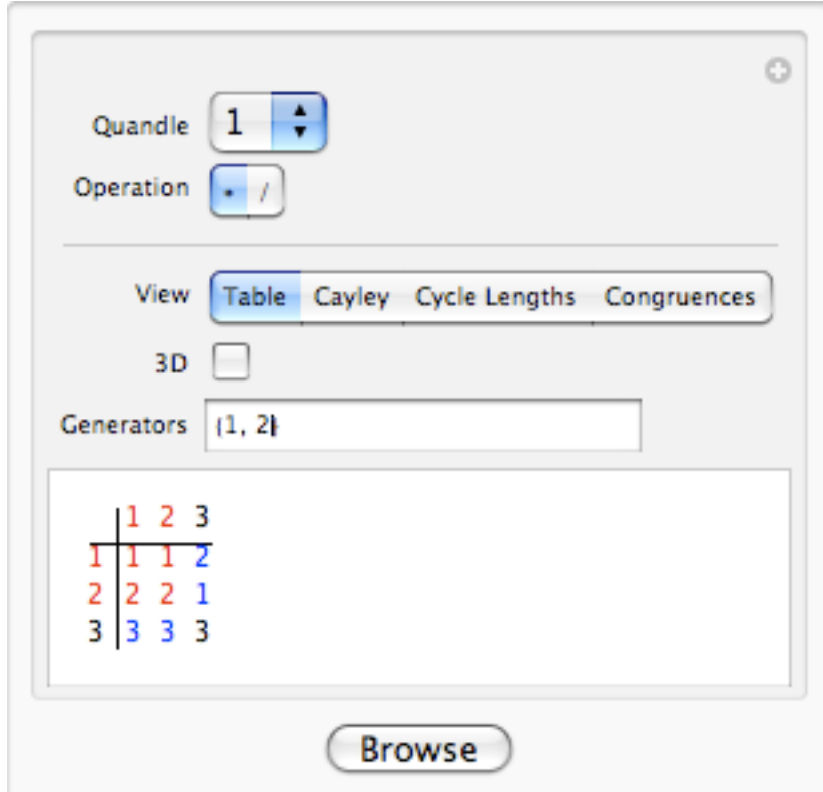 Quandle 1
Operation * /
View Table Cayley Cycle Lengths Congruences
3D
Generators {1, 2}
1 2 3
1 1 1 2
2 2 2 1
3 3 3 3
Browse